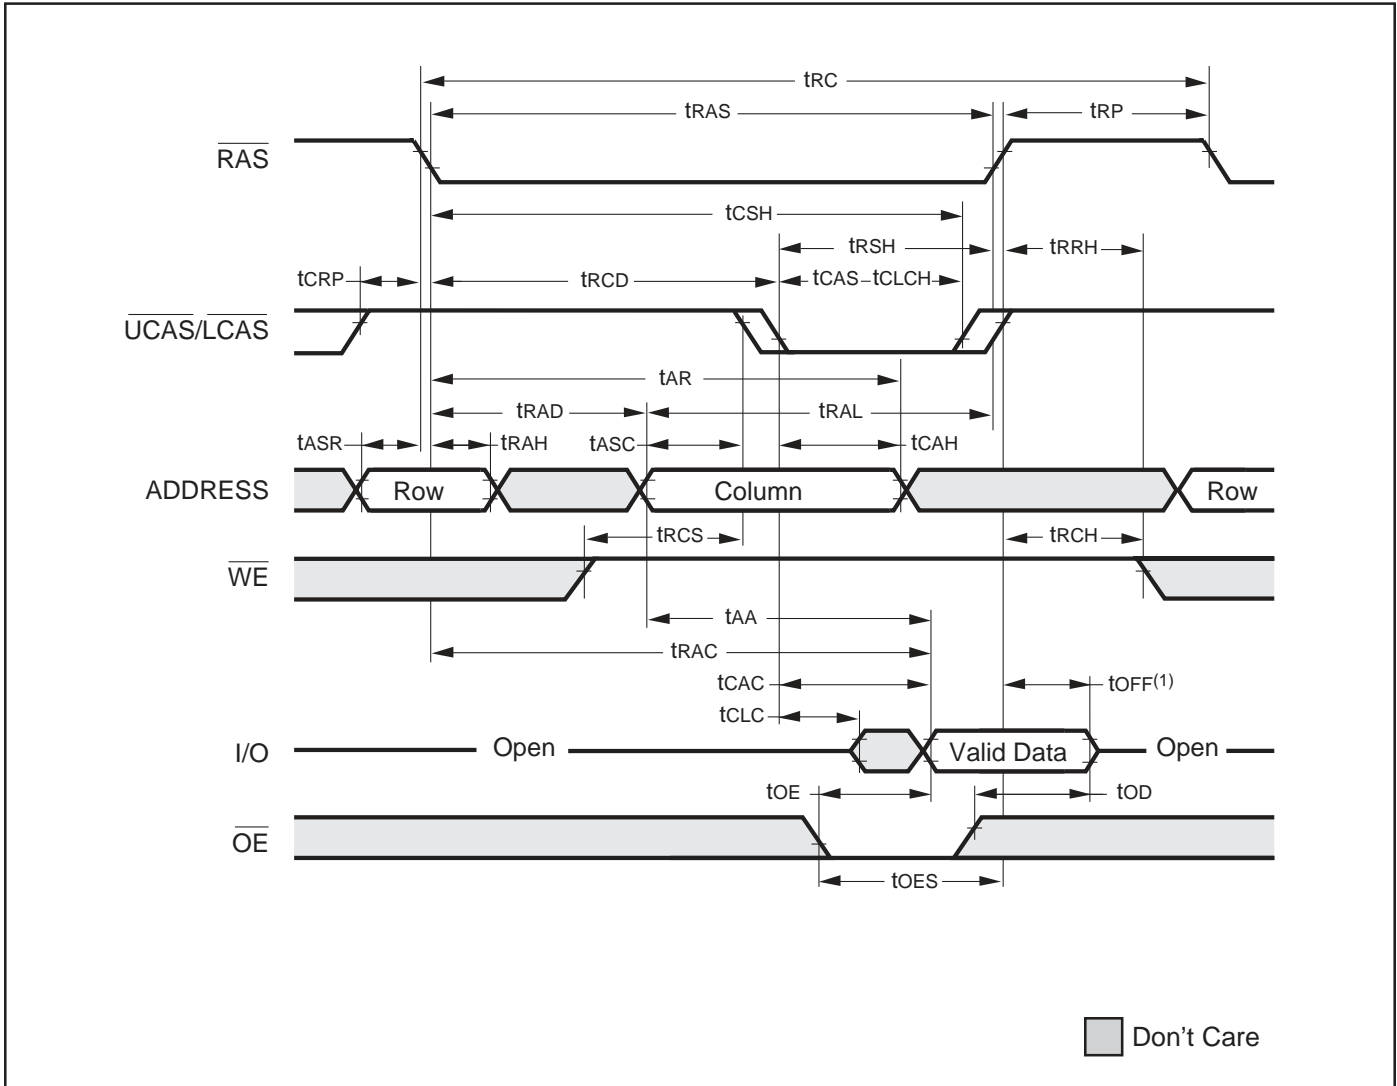 tRC
tRAS tRP
RAS
tCSH
tRSH tRRH
tCRP tRCD tCAS tCLCH
UCAS/LCAS
tAR
tRAD tRAL
tASR tRAH tASC tCAH
ADDRESS Row Column Row
tRCS tRCH
WE
tAA
tRAC
tCAC tOFF(1)
tCLC
I/O Open Valid Data Open
tOE tOD
OE
tOES
Don't Care